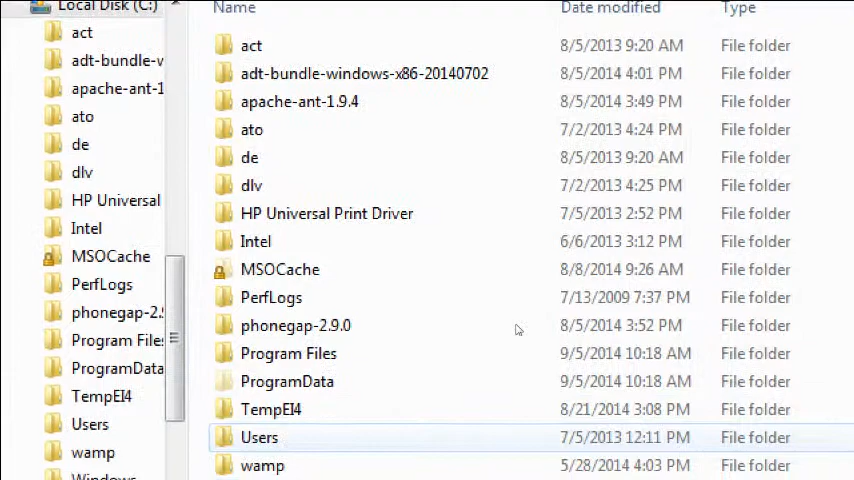 Local Disk (C:)
act
adt-bundle-w
apache-ant-1
ato
de
dlv
HP Universal
Intel
MSOCache
PerfLogs
phonegap-2.9
Program Files
ProgramData
TempEI4
Users
wamp
Windows
Name Date modified Type
act 8/5/2013 9:20 AM File folder
adt-bundle-windows-x86-20140702 8/5/2014 4:01 PM File folder
apache-ant-1.9.4 8/5/2014 3:49 PM File folder
ato 7/2/2013 4:24 PM File folder
de 8/5/2013 9:20 AM File folder
dlv 7/2/2013 4:25 PM File folder
HP Universal Print Driver 7/5/2013 2:52 PM File folder
Intel 6/6/2013 3:12 PM File folder
MSOCache 8/8/2014 9:26 AM File folder
PerfLogs 7/13/2009 7:37 PM File folder
phonegap-2.9.0 8/5/2014 3:52 PM File folder
Program Files 9/5/2014 10:18 AM File folder
ProgramData 9/5/2014 10:18 AM File folder
TempEI4 8/21/2014 3:08 PM File folder
Users 7/5/2013 12:11 PM File folder
wamp 5/28/2014 4:03 PM File folder